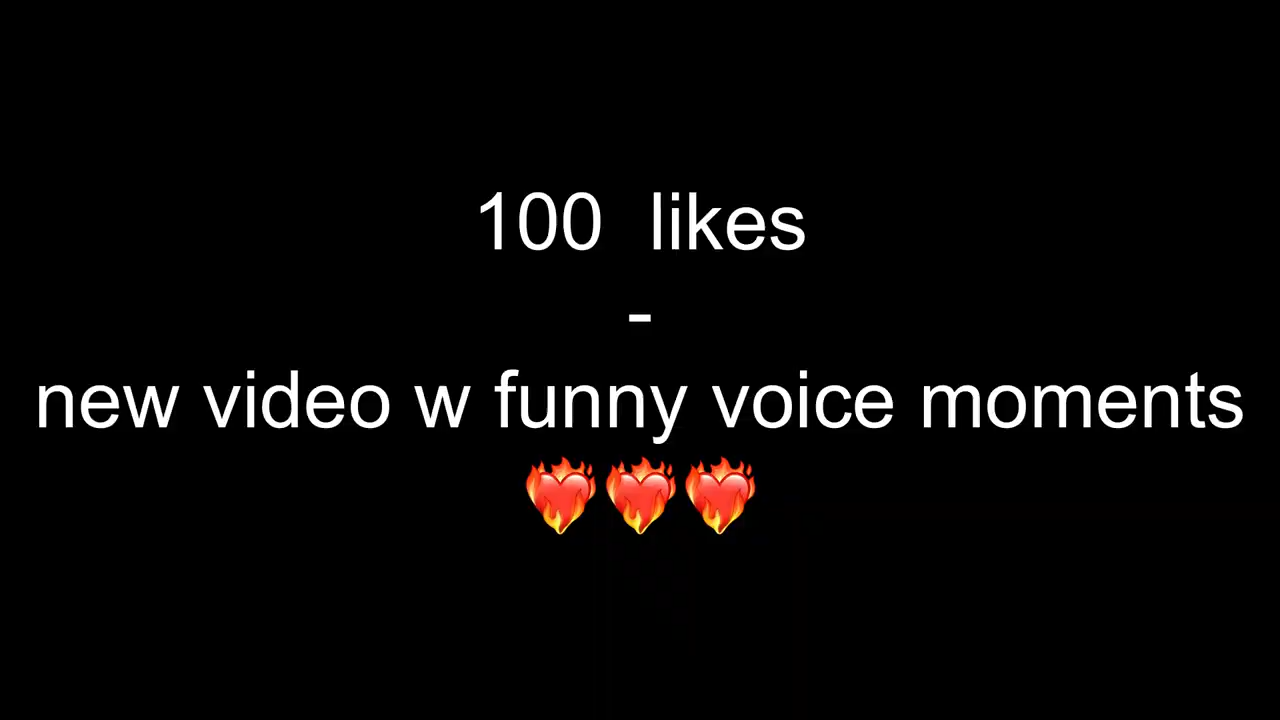 100  likes
-
new video w funny voice moments
❤️‍🔥❤️‍🔥❤️‍🔥